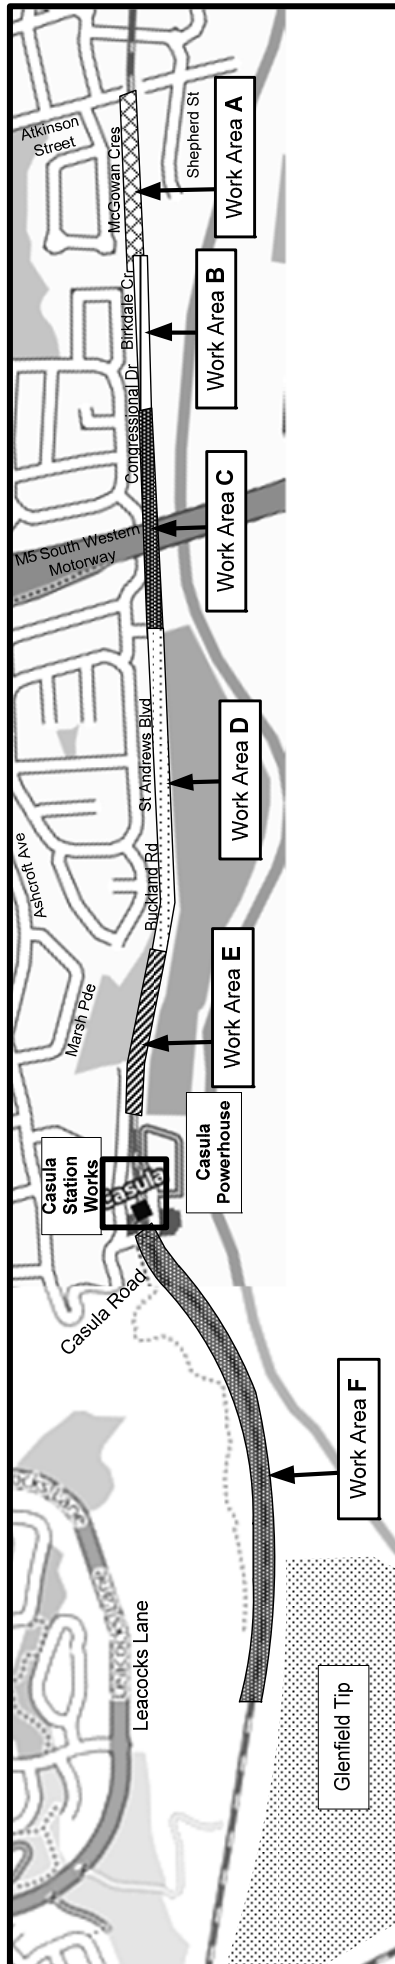 Atkinson
Street
Shepherd St
McGowan Cres
Work Area A
Birkdale Cr
Work Area B
Congressional Dr
Work Area C
M5 South Western
Motorway
St Andrews Blvd
Work Area D
Buckland Rd
Ashcroft Ave
Work Area E
Marsh Pde
Casula
Powerhouse
Casula
Station
Works
Casula
Casula Road
Work Area F
Leacocks Lane
Leacocks Lane
Glenfield Tip